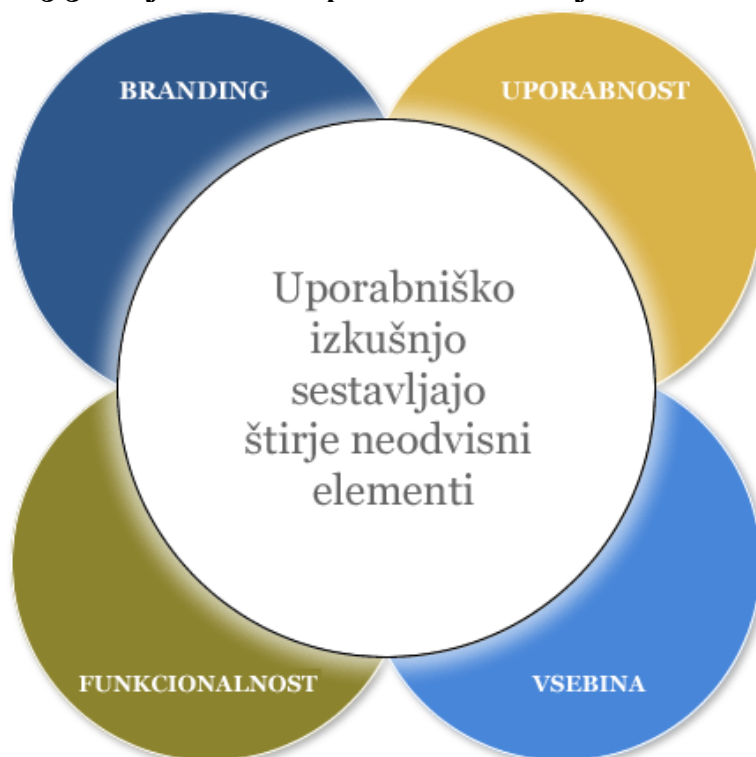 BRANDING
UPORABNOST
Uporabniško
izkušnjo
sestavljajo
štirje neodvisni
elementi
FUNKCIONALNOST
VSEBINA